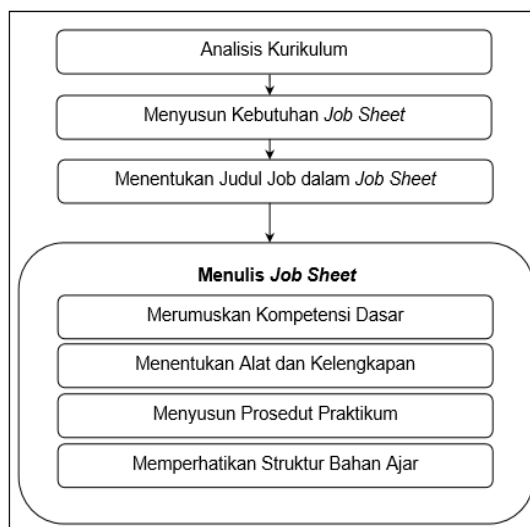 Analisis Kurikulum
Menyusun Kebutuhan Job Sheet
Menentukan Judul Job dalam Job Sheet
Menulis Job Sheet
Merumuskan Kompetensi Dasar
Menentukan Alat dan Kelengkapan
Menyusun Prosedut Praktikum
Memperhatikan Struktur Bahan Ajar